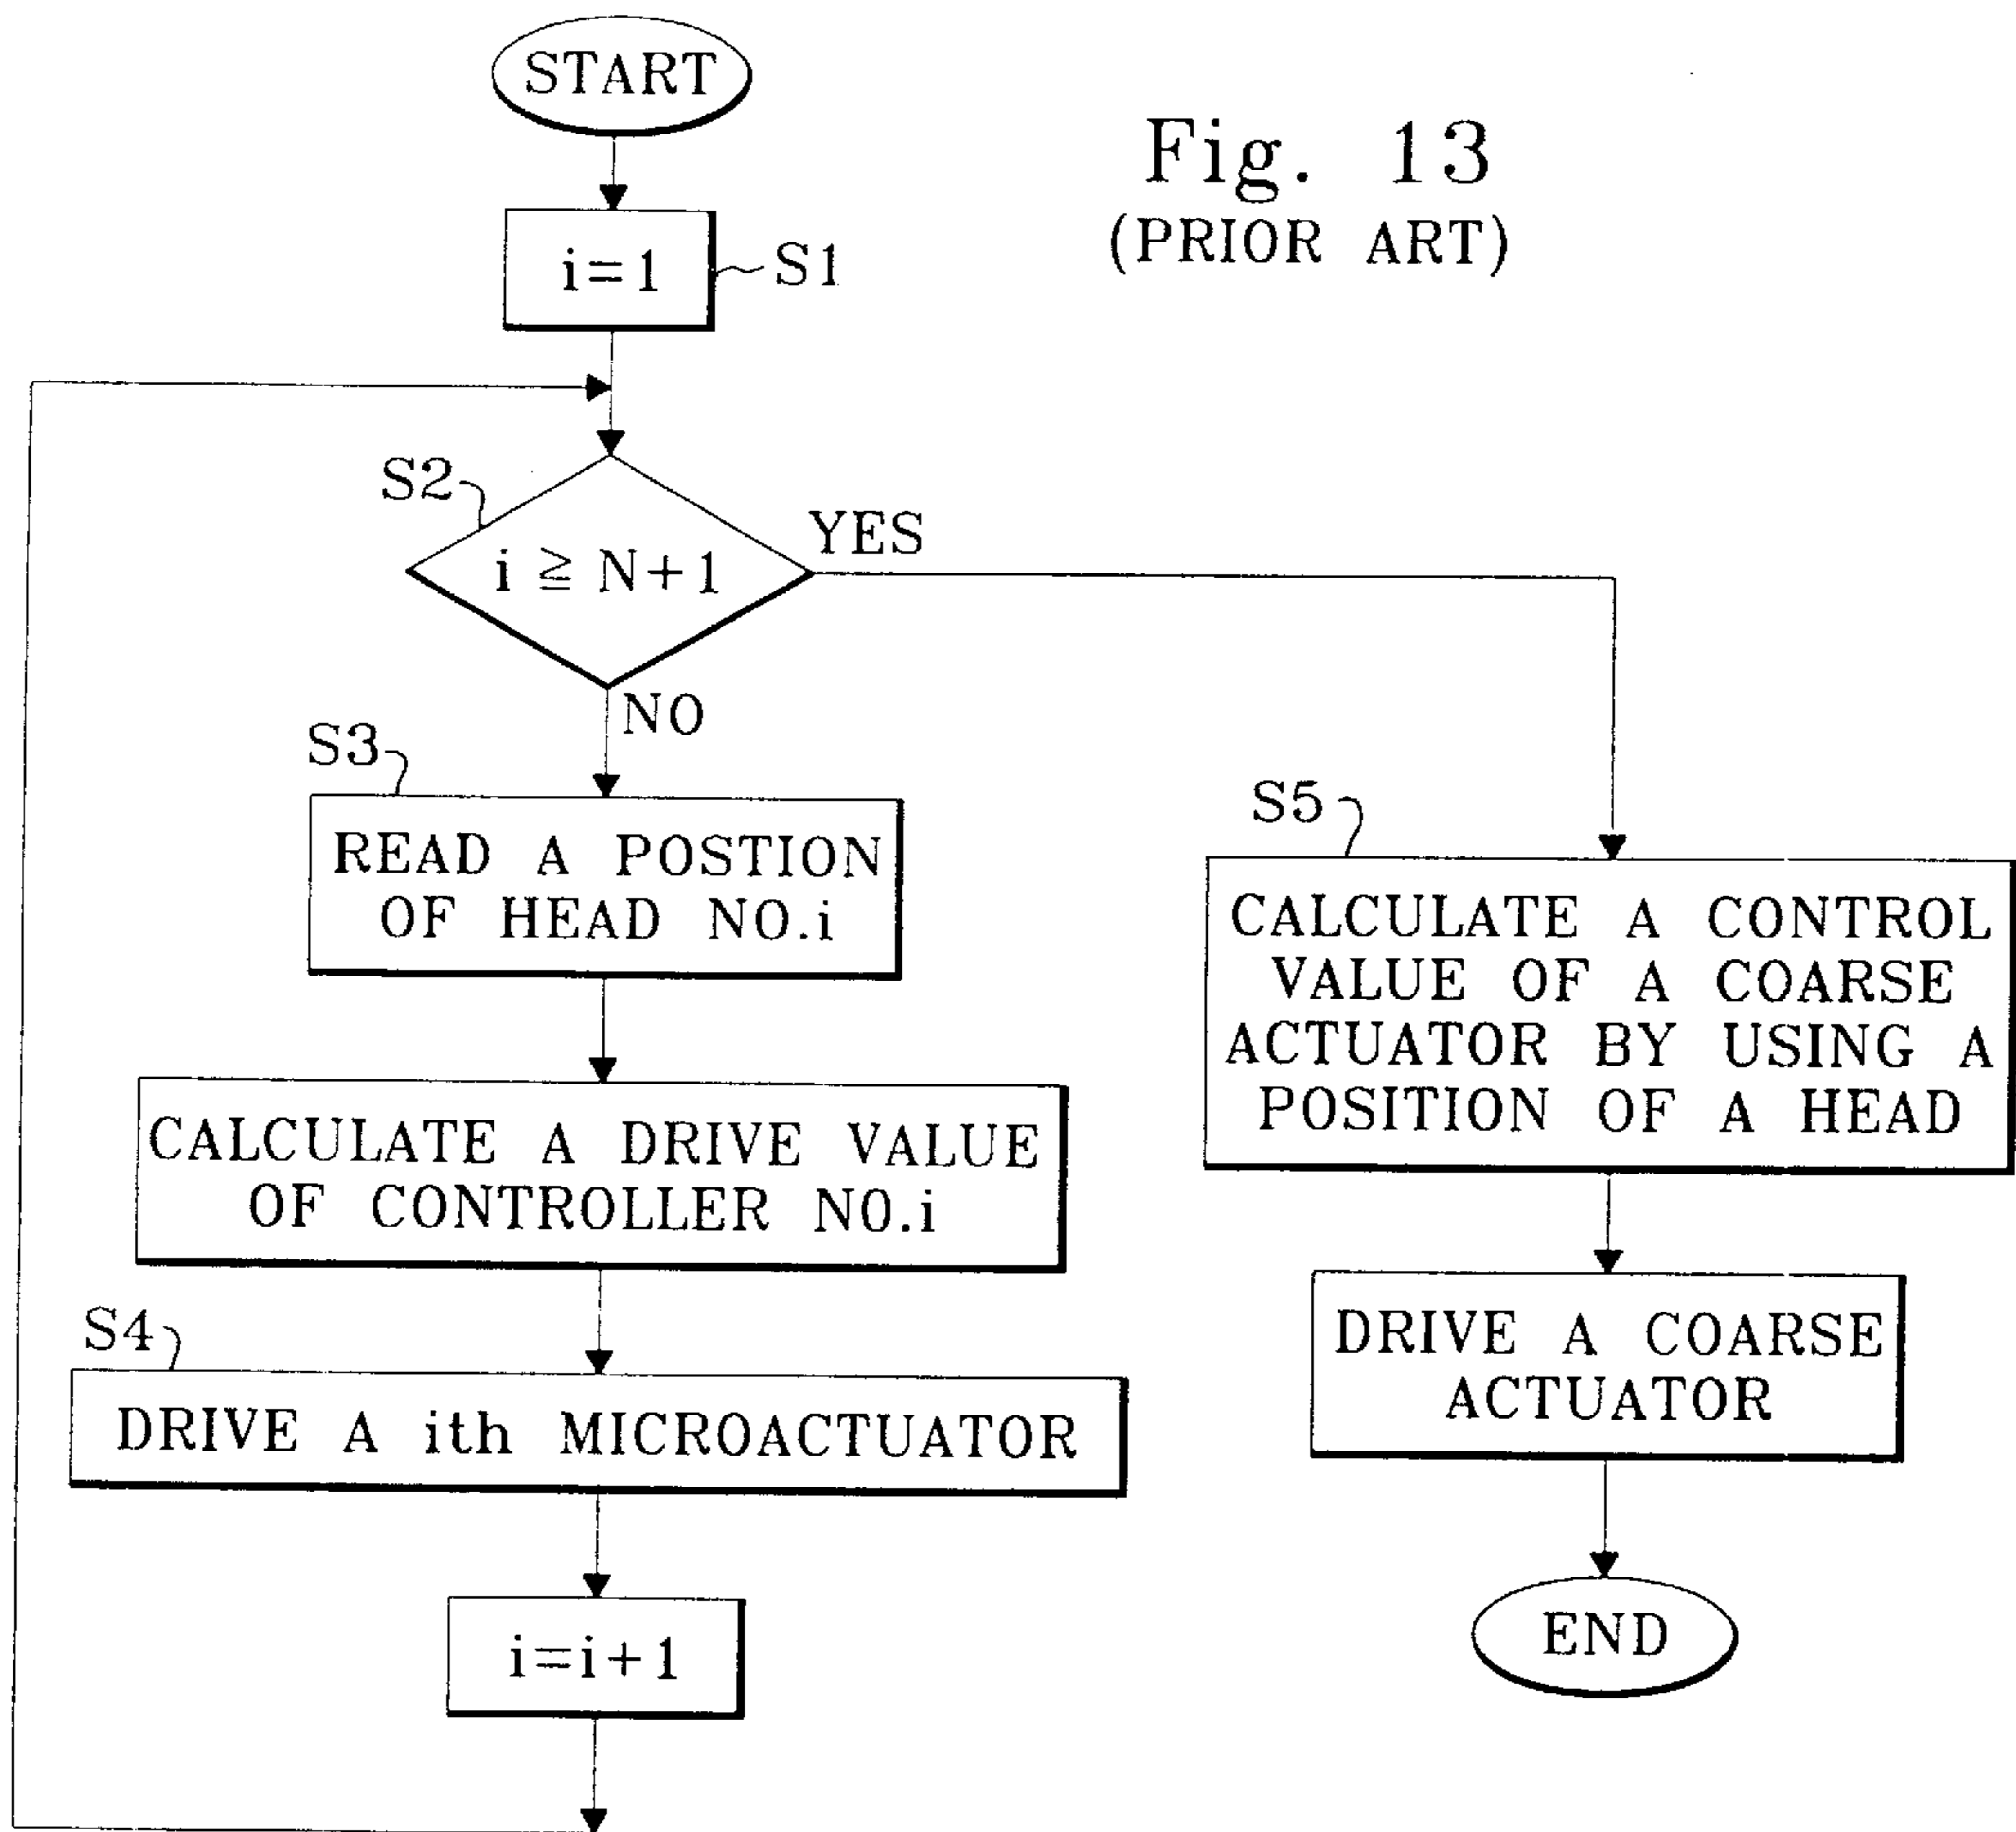 START
Fig. 13
(PRIOR ART)
i=1
S1
S2
i ≧ N+1
YES
NO
S3
READ A POSTION
OF HEAD NO.i
CALCULATE A DRIVE VALUE
OF CONTROLLER NO.i
S4
DRIVE A ith MICROACTUATOR
i=i+1
S5
CALCULATE A CONTROL
VALUE OF A COARSE
ACTUATOR BY USING A
POSITION OF A HEAD
DRIVE A COARSE
ACTUATOR
END